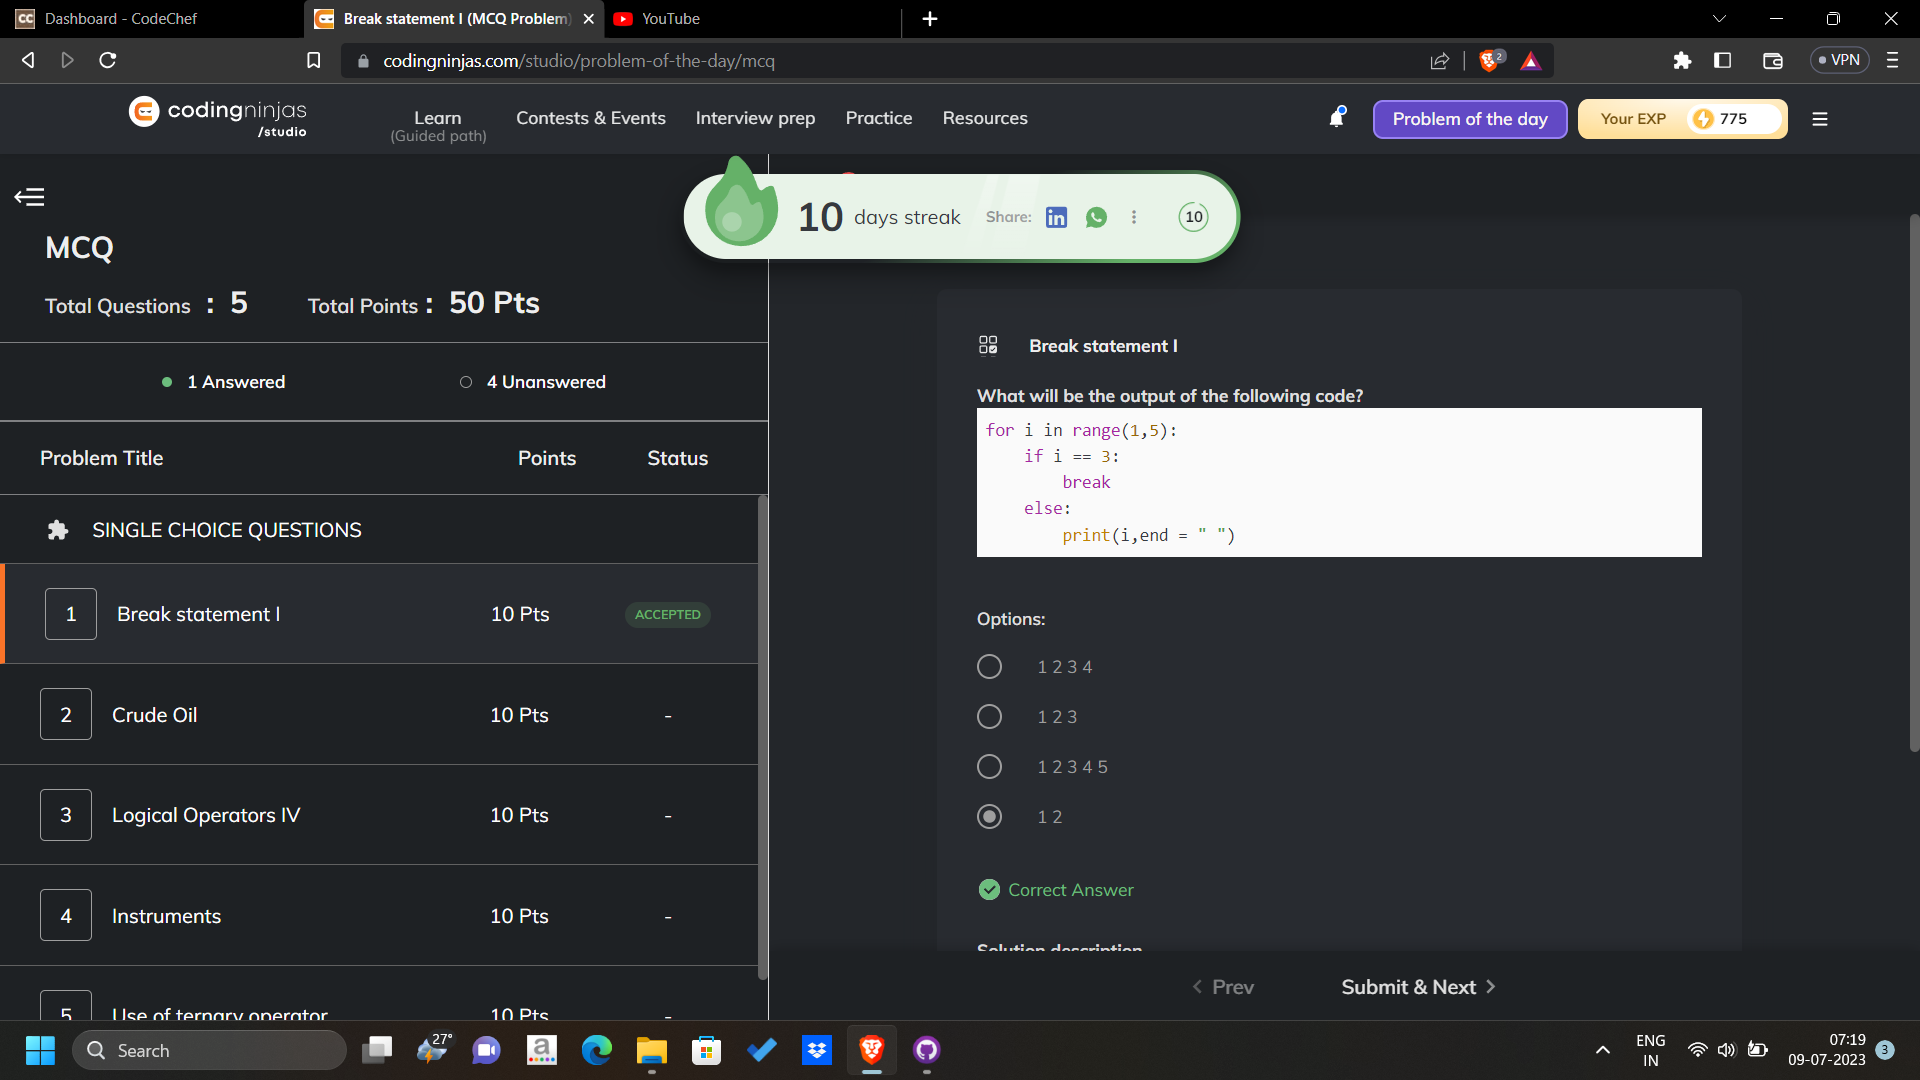 Dashboard - CodeChef
Break statement I (MCQ Problem)
YouTube
codingninjas.com/studio/problem-of-the-day/mcq
2
VPN
codingninjas
/studio
Learn
(Guided path)
Contests & Events
Interview prep
Practice
Resources
Problem of the day
Your EXP
775
10 days streak
Share:
10
MCQ
Total Questions : 5
Total Points : 50 Pts
1 Answered
4 Unanswered
Problem Title
Points
Status
SINGLE CHOICE QUESTIONS
1 Break statement I 10 Pts ACCEPTED
2 Crude Oil 10 Pts -
3 Logical Operators IV 10 Pts -
4 Instruments 10 Pts -
5 Use of ternary operator 10 Pts -
Break statement I
What will be the output of the following code?
for i in range(1,5):
    if i == 3:
        break
    else:
        print(i,end = " ")
Options:
1 2 3 4
1 2 3
1 2 3 4 5
1 2
Correct Answer
Solution description
Prev
Submit & Next
Search
27°
ENG
IN
07:19
09-07-2023
3